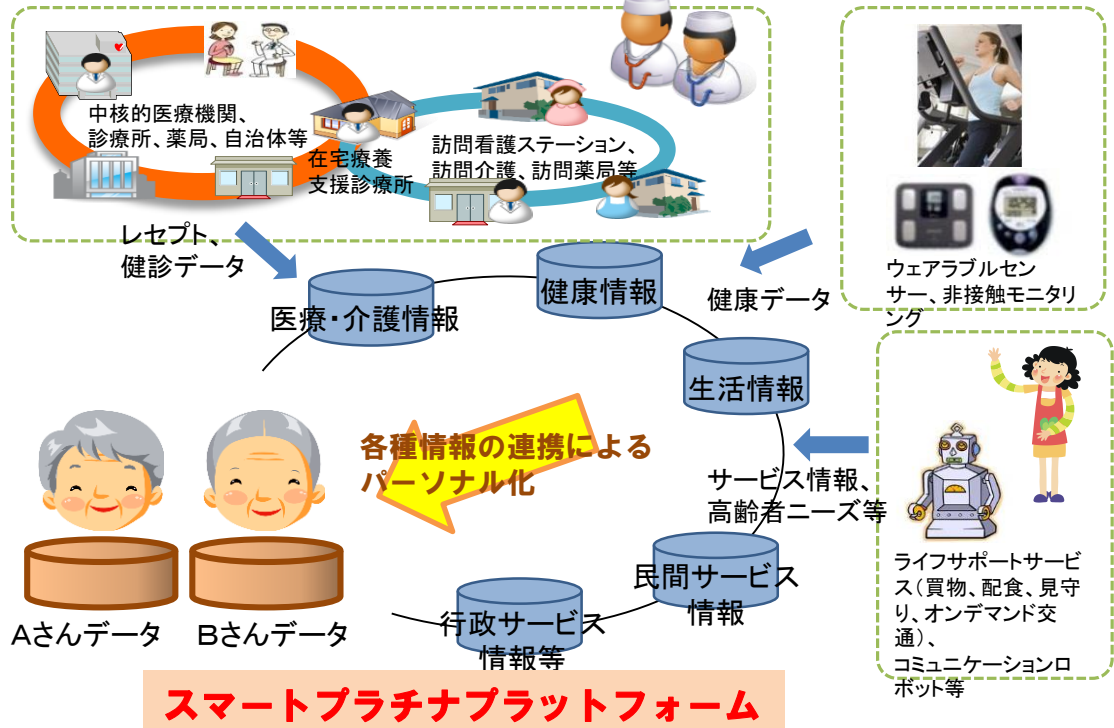 中核的医療機関、
診療所、薬局、自治体等
在宅療養
支援診療所
訪問看護ステーション、
訪問介護、訪問薬局等
レセプト、
健診データ
医療・介護情報
健康情報
健康データ
ウェアラブルセン
サー、非接触モニタリ
ング
生活情報
各種情報の連携による
パーソナル化
サービス情報、
高齢者ニーズ等
ライフサポートサービ
ス（買物、配食、見守
り、オンデマンド交
通）、
コミュニケーションロ
ボット等
民間サービス
情報
行政サービス
情報等
Ａさんデータ
Ｂさんデータ
スマートプラチナプラットフォーム